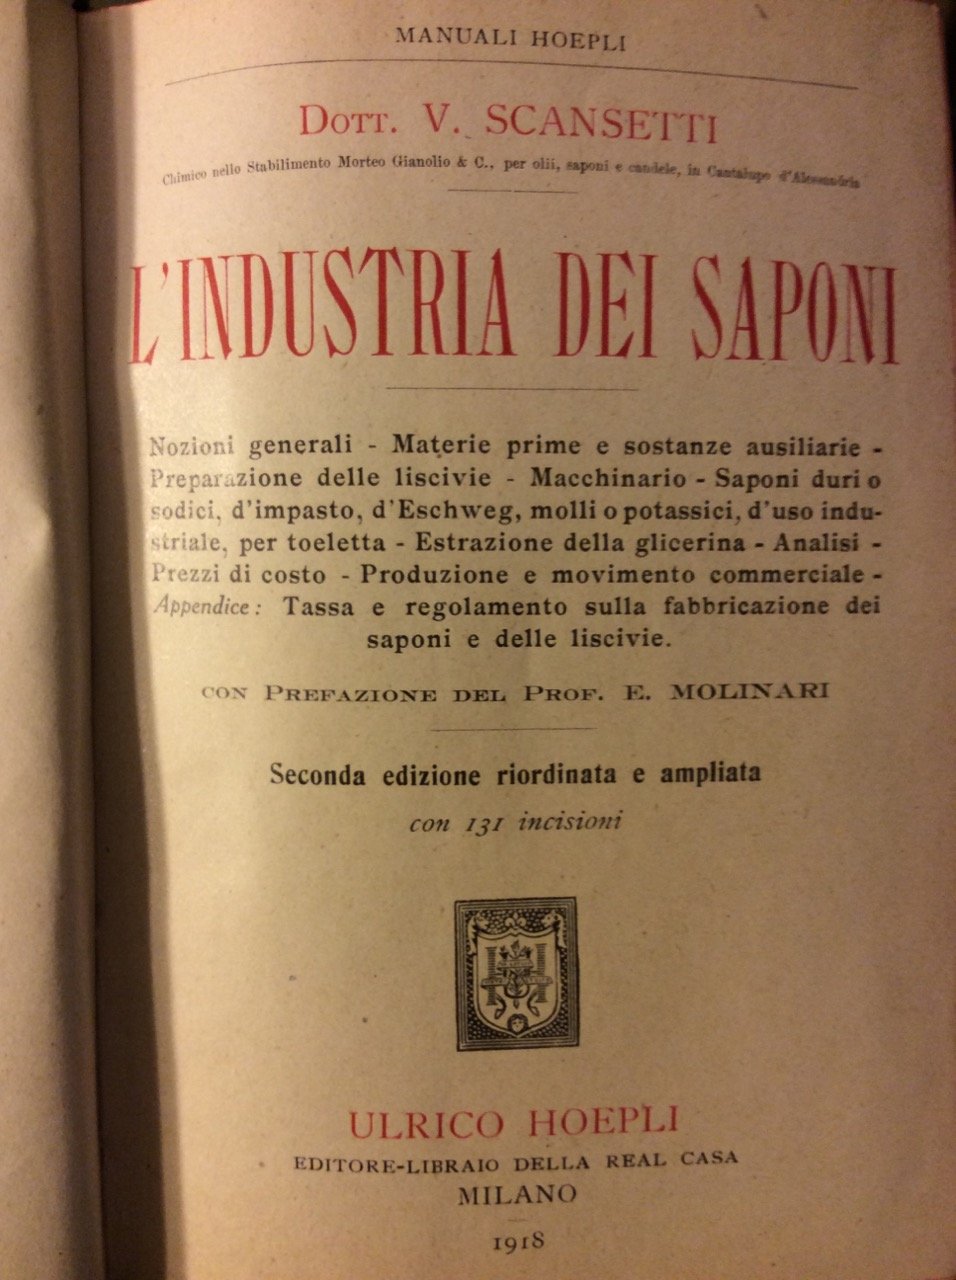 MANUALI HOEPLI
DOTT. V. SCANSETTI
Chimico nello Stabilimento Morteo Gianolio & C., per olii, saponi e candele, in Cantalupo d'Alessandria
L'INDUSTRIA DEI SAPONI
Nozioni generali - Materie prime e sostanze ausiliarie -
Preparazione delle liscivie - Macchinario - Saponi duri o
sodici, d'impasto, d'Eschweg, molli o potassici, d'uso indu-
striale, per toeletta - Estrazione della glicerina - Analisi -
Prezzi di costo - Produzione e movimento commerciale -
Appendice: Tassa e regolamento sulla fabbricazione dei
saponi e delle liscivie.
CON PREFAZIONE DEL PROF. E. MOLINARI
Seconda edizione riordinata e ampliata
con 131 incisioni
ULRICO HOEPLI
EDITORE-LIBRAIO DELLA REAL CASA
MILANO
1918